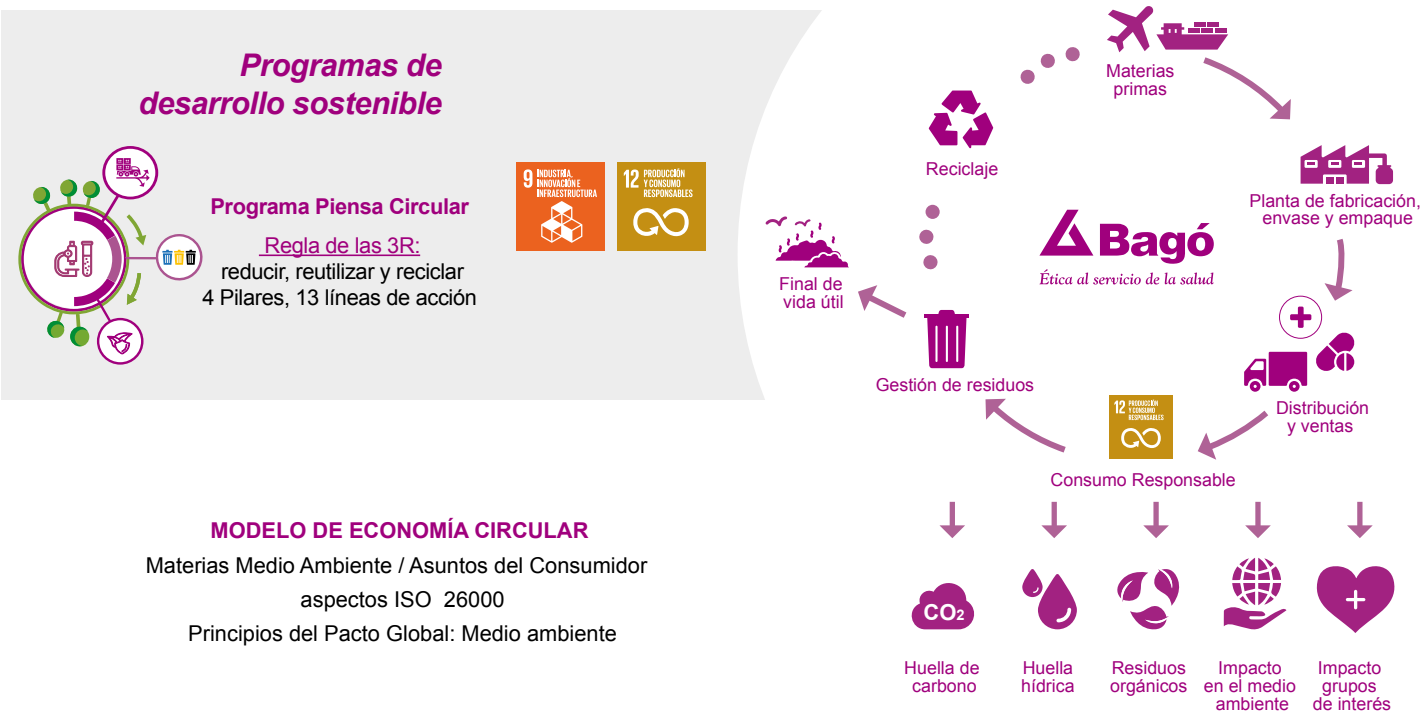 Programas de
desarrollo sostenible
Programa Piensa Circular
Regla de las 3R:
reducir, reutilizar y reciclar
4 Pilares, 13 líneas de acción
9 INDUSTRIA,
INNOVACIÓN E
INFRAESTRUCTURA
12 PRODUCCIÓN
Y CONSUMO
RESPONSABLES
MODELO DE ECONOMÍA CIRCULAR
Materias Medio Ambiente / Asuntos del Consumidor
aspectos ISO 26000
Principios del Pacto Global: Medio ambiente
Materias
primas
Planta de fabricación,
envase y empaque
Distribución
y ventas
12 PRODUCCIÓN
Y CONSUMO
RESPONSABLES
Consumo Responsable
Gestión de residuos
Final de
vida útil
Reciclaje
Bagó
Ética al servicio de la salud
CO₂
Huella de
carbono
Huella
hídrica
Residuos
orgánicos
Impacto
en el medio
ambiente
Impacto
grupos
de interés